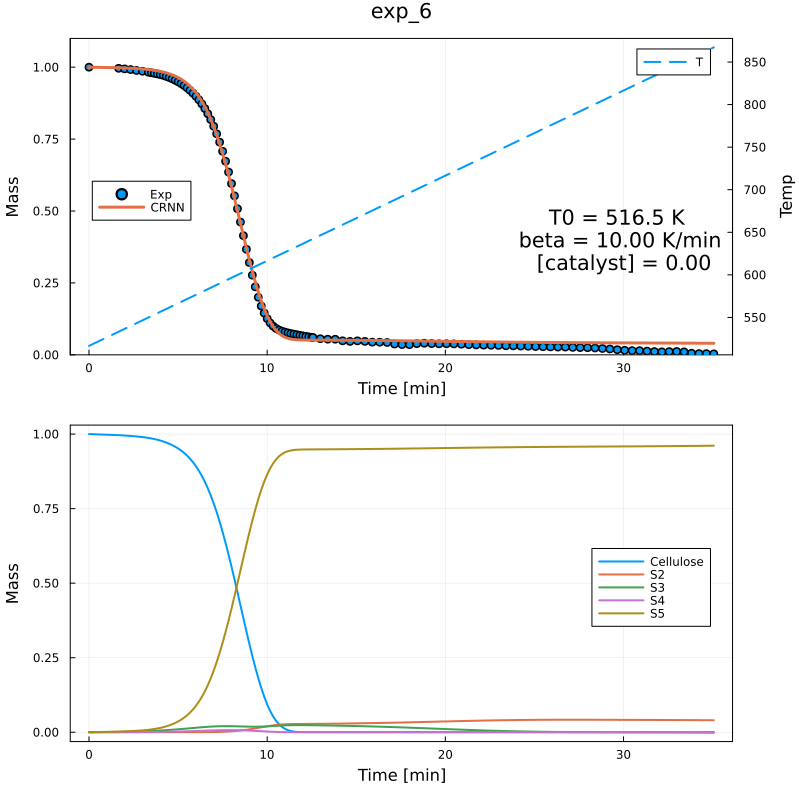 exp_6
Mass
1.00
0.75
0.50
0.25
0.00
Exp
CRNN
T
T0 = 516.5 K
beta = 10.00 K/min
[catalyst] = 0.00
850
800
750
700
650
600
550
Temp
0
10
20
30
Time [min]
Mass
1.00
0.75
0.50
0.25
0.00
Cellulose
S2
S3
S4
S5
0
10
20
30
Time [min]